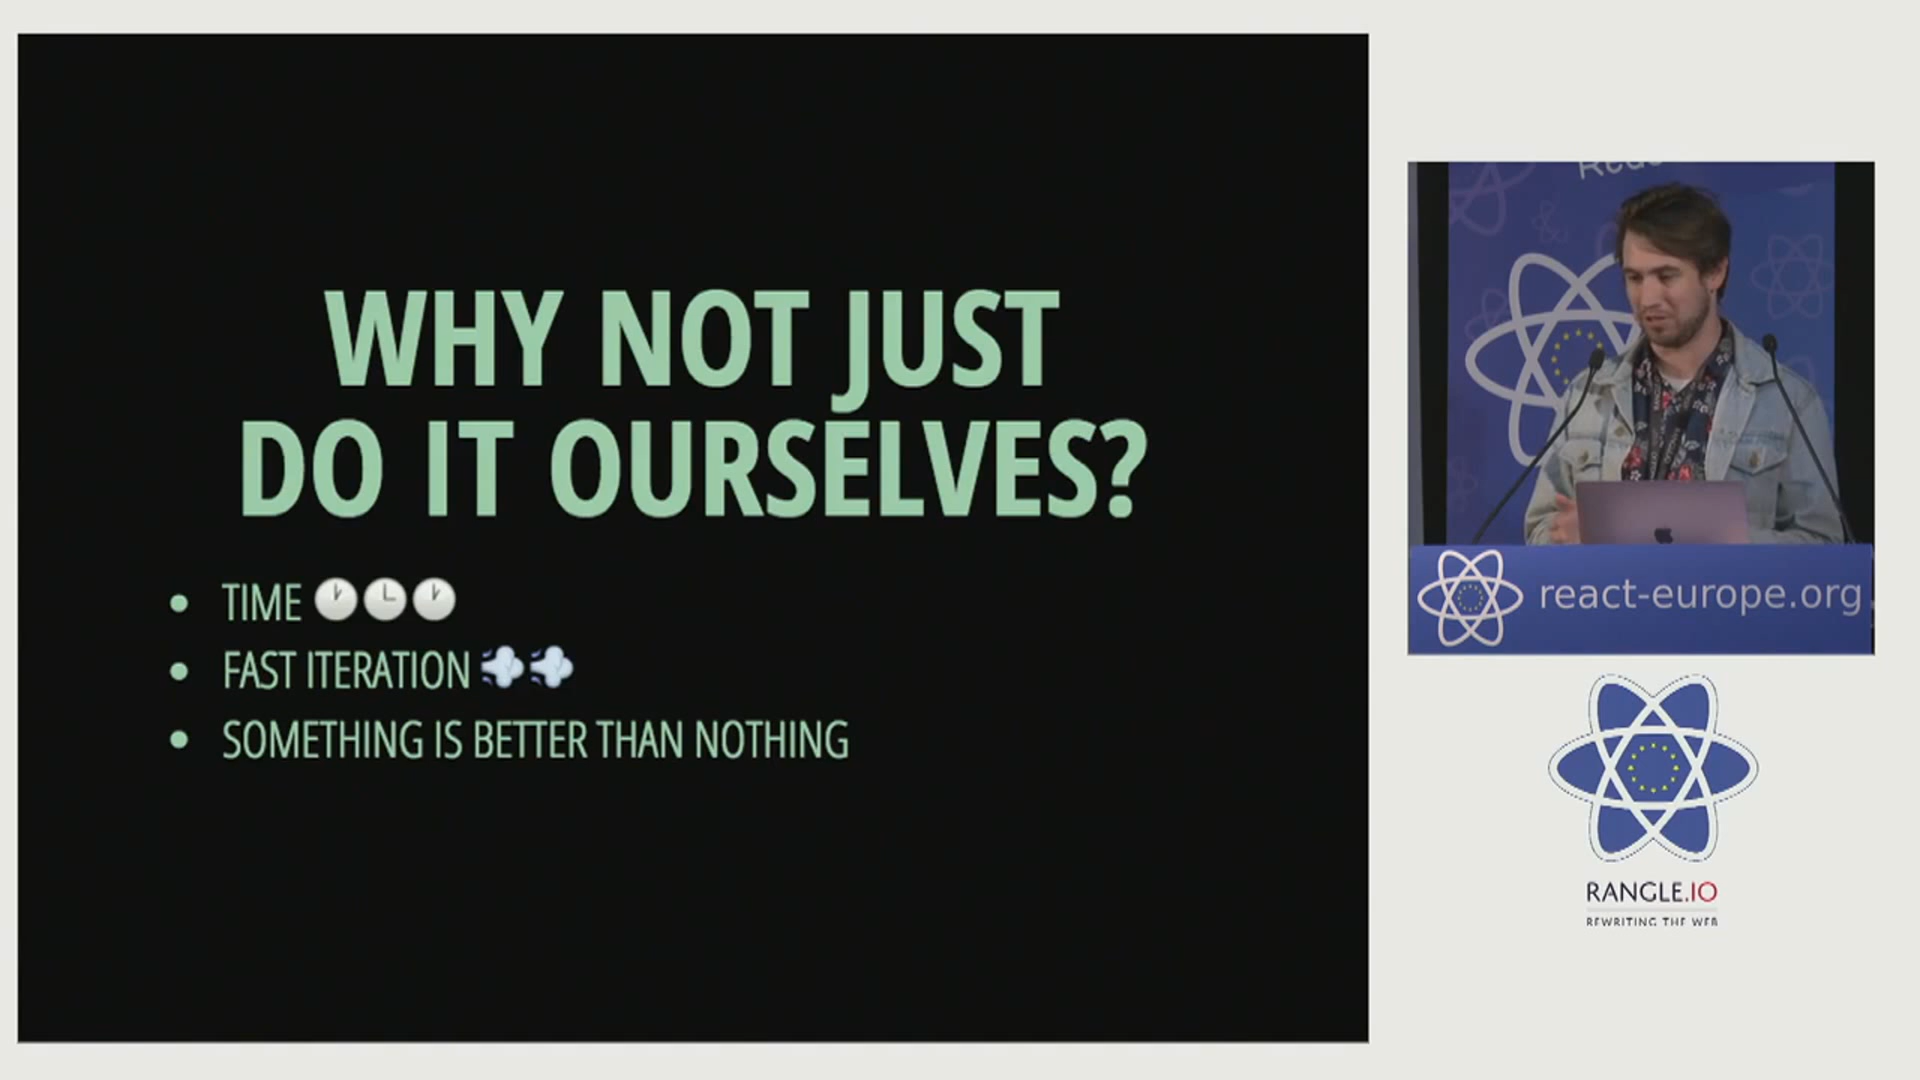 WHY NOT JUST
DO IT OURSELVES?
• TIME 🕐🕒🕐
• FAST ITERATION 💨💨
• SOMETHING IS BETTER THAN NOTHING
react-europe.org
RANGLE.IO
REWRITING THE WEB